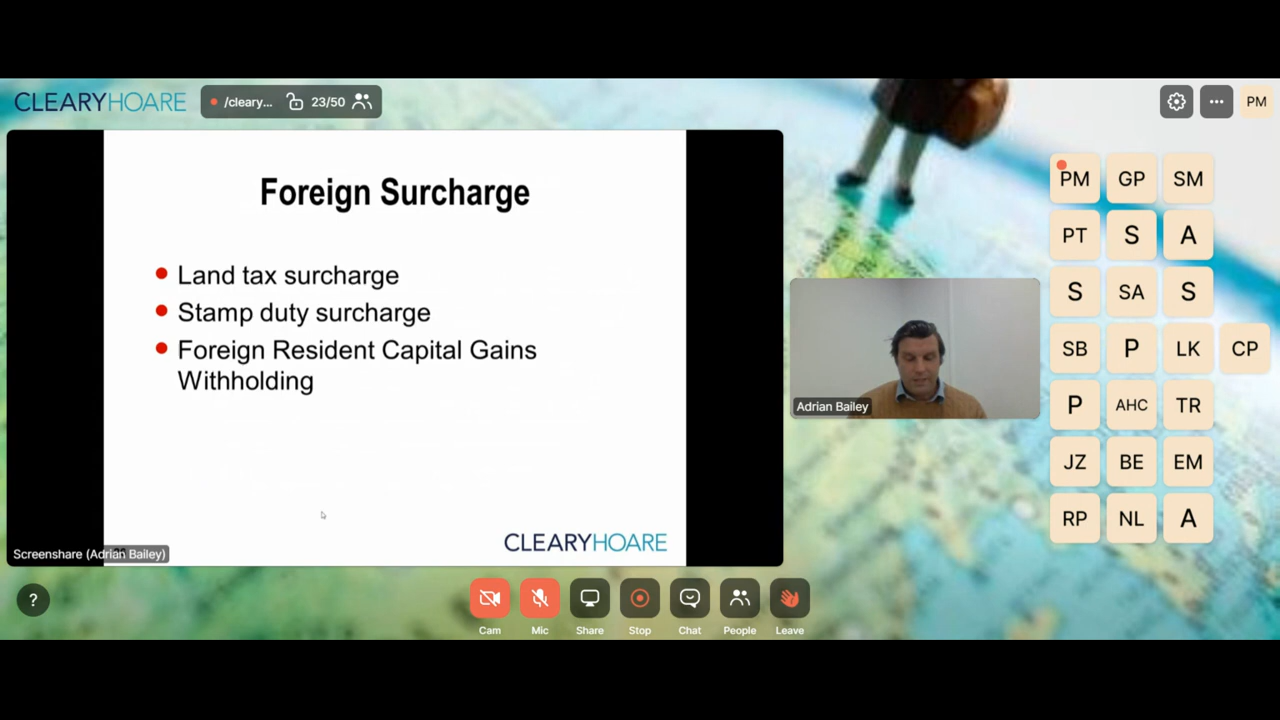 CLEARYHOARE
/cleary... 23/50
PM
Foreign Surcharge
Land tax surcharge
Stamp duty surcharge
Foreign Resident Capital Gains
Withholding
CLEARYHOARE
Screenshare (Adrian Bailey)
Adrian Bailey
PM GP SM
PT S A
S SA S
SB P LK CP
P AHC TR
JZ BE EM
RP NL A
?
Cam Mic Share Stop Chat People Leave